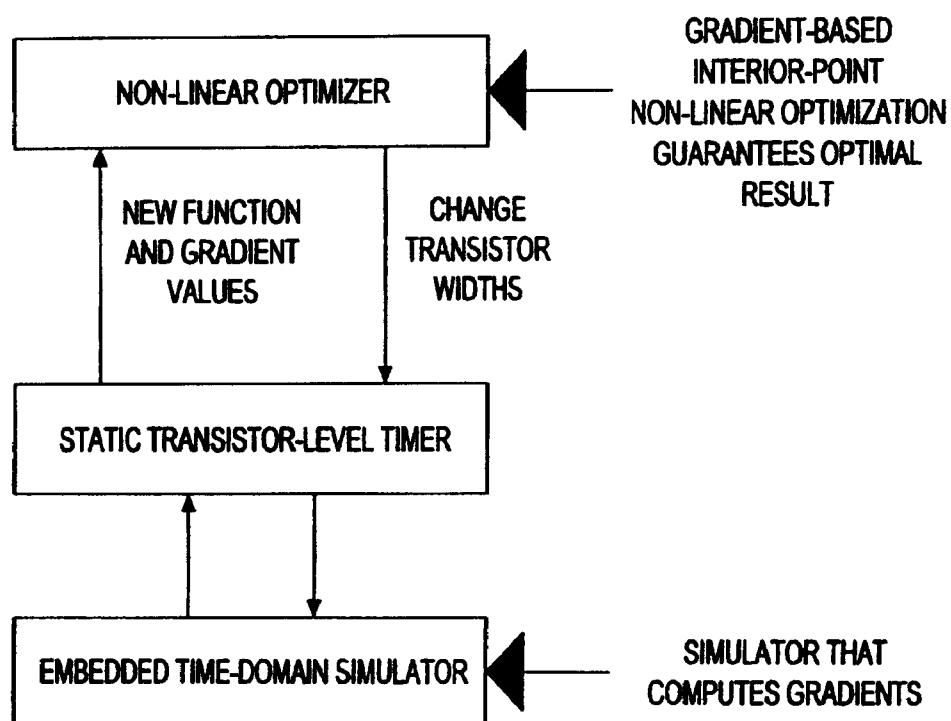 NON-LINEAR OPTIMIZER
GRADIENT-BASED
INTERIOR-POINT
NON-LINEAR OPTIMIZATION
GUARANTEES OPTIMAL
RESULT
NEW FUNCTION
AND GRADIENT
VALUES
CHANGE
TRANSISTOR
WIDTHS
STATIC TRANSISTOR-LEVEL TIMER
EMBEDDED TIME-DOMAIN SIMULATOR
SIMULATOR THAT
COMPUTES GRADIENTS